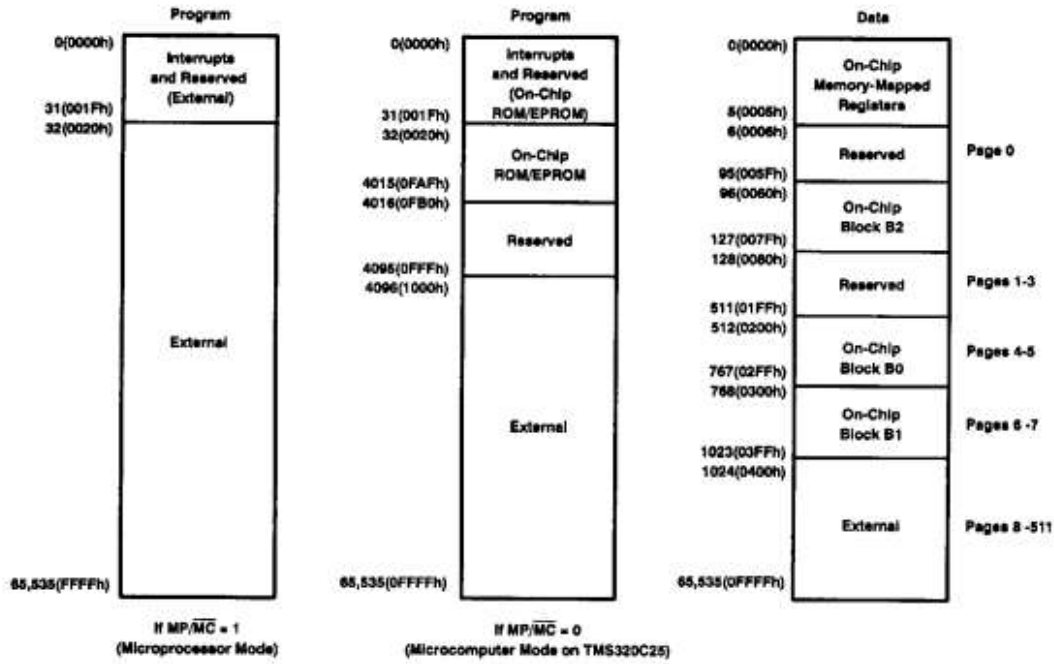 Program
0(0000h)
Interrupts
and Reserved
(External)
31(001Fh)
32(0020h)
External
65,535(FFFFh)
If MP/MC = 1
(Microprocessor Mode)
Program
0(0000h)
Interrupts
and Reserved
(On-Chip
ROM/EPROM)
31(001Fh)
32(0020h)
On-Chip
ROM/EPROM
4015(0FAFh)
4016(0FB0h)
Reserved
4095(0FFFh)
4096(1000h)
External
65,535(0FFFFh)
If MP/MC = 0
(Microcomputer Mode on TMS320C25)
Data
0(0000h)
On-Chip
Memory-Mapped
Registers
5(0005h)
6(0006h)
Reserved
Page 0
95(005Fh)
96(0060h)
On-Chip
Block B2
127(007Fh)
128(0080h)
Reserved
Pages 1-3
511(01FFh)
512(0200h)
On-Chip
Block B0
Pages 4-5
767(02FFh)
768(0300h)
On-Chip
Block B1
Pages 6 -7
1023(03FFh)
1024(0400h)
External
Pages 8 -511
65,535(0FFFFh)